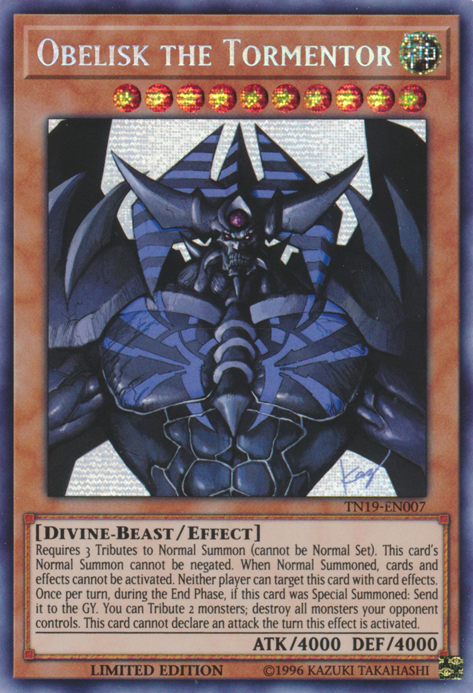 OBELISK THE TORMENTOR
TN19-EN007
[DIVINE-BEAST/EFFECT]
Requires 3 Tributes to Normal Summon (cannot be Normal Set). This card's
Normal Summon cannot be negated. When Normal Summoned, cards and
effects cannot be activated. Neither player can target this card with card effects.
Once per turn, during the End Phase, if this card was Special Summoned: Send
it to the GY. You can Tribute 2 monsters; destroy all monsters your opponent
controls. This card cannot declare an attack the turn this effect is activated.
ATK/4000 DEF/4000
LIMITED EDITION ©1996 KAZUKI TAKAHASHI